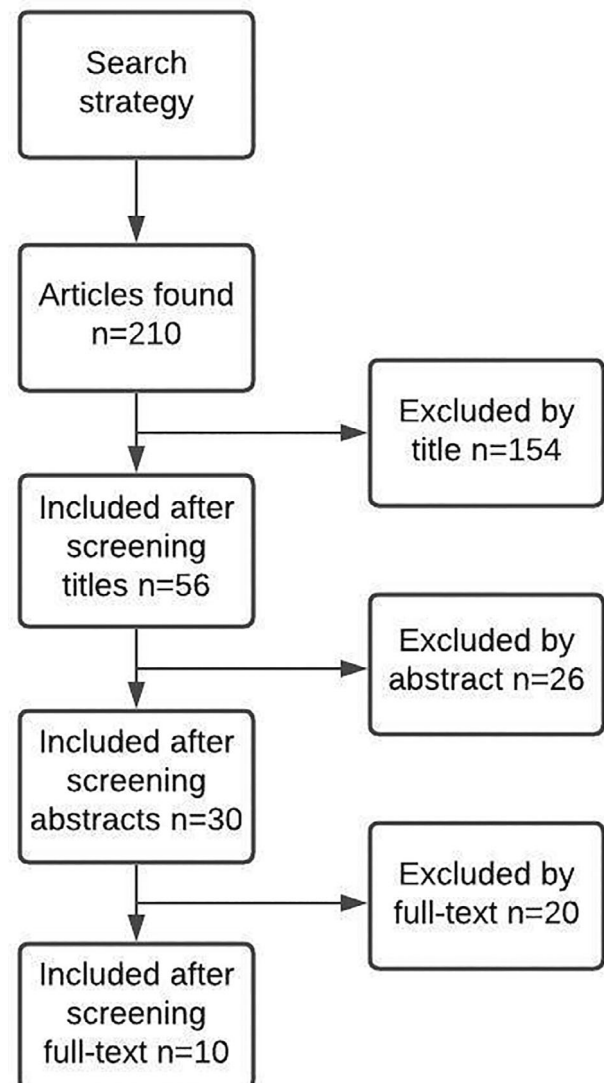 Search
strategy
Articles found
n=210
Excluded by
title n=154
Included after
screening
titles n=56
Excluded by
abstract n=26
Included after
screening
abstracts n=30
Excluded by
full-text n=20
Included after
screening
full-text n=10